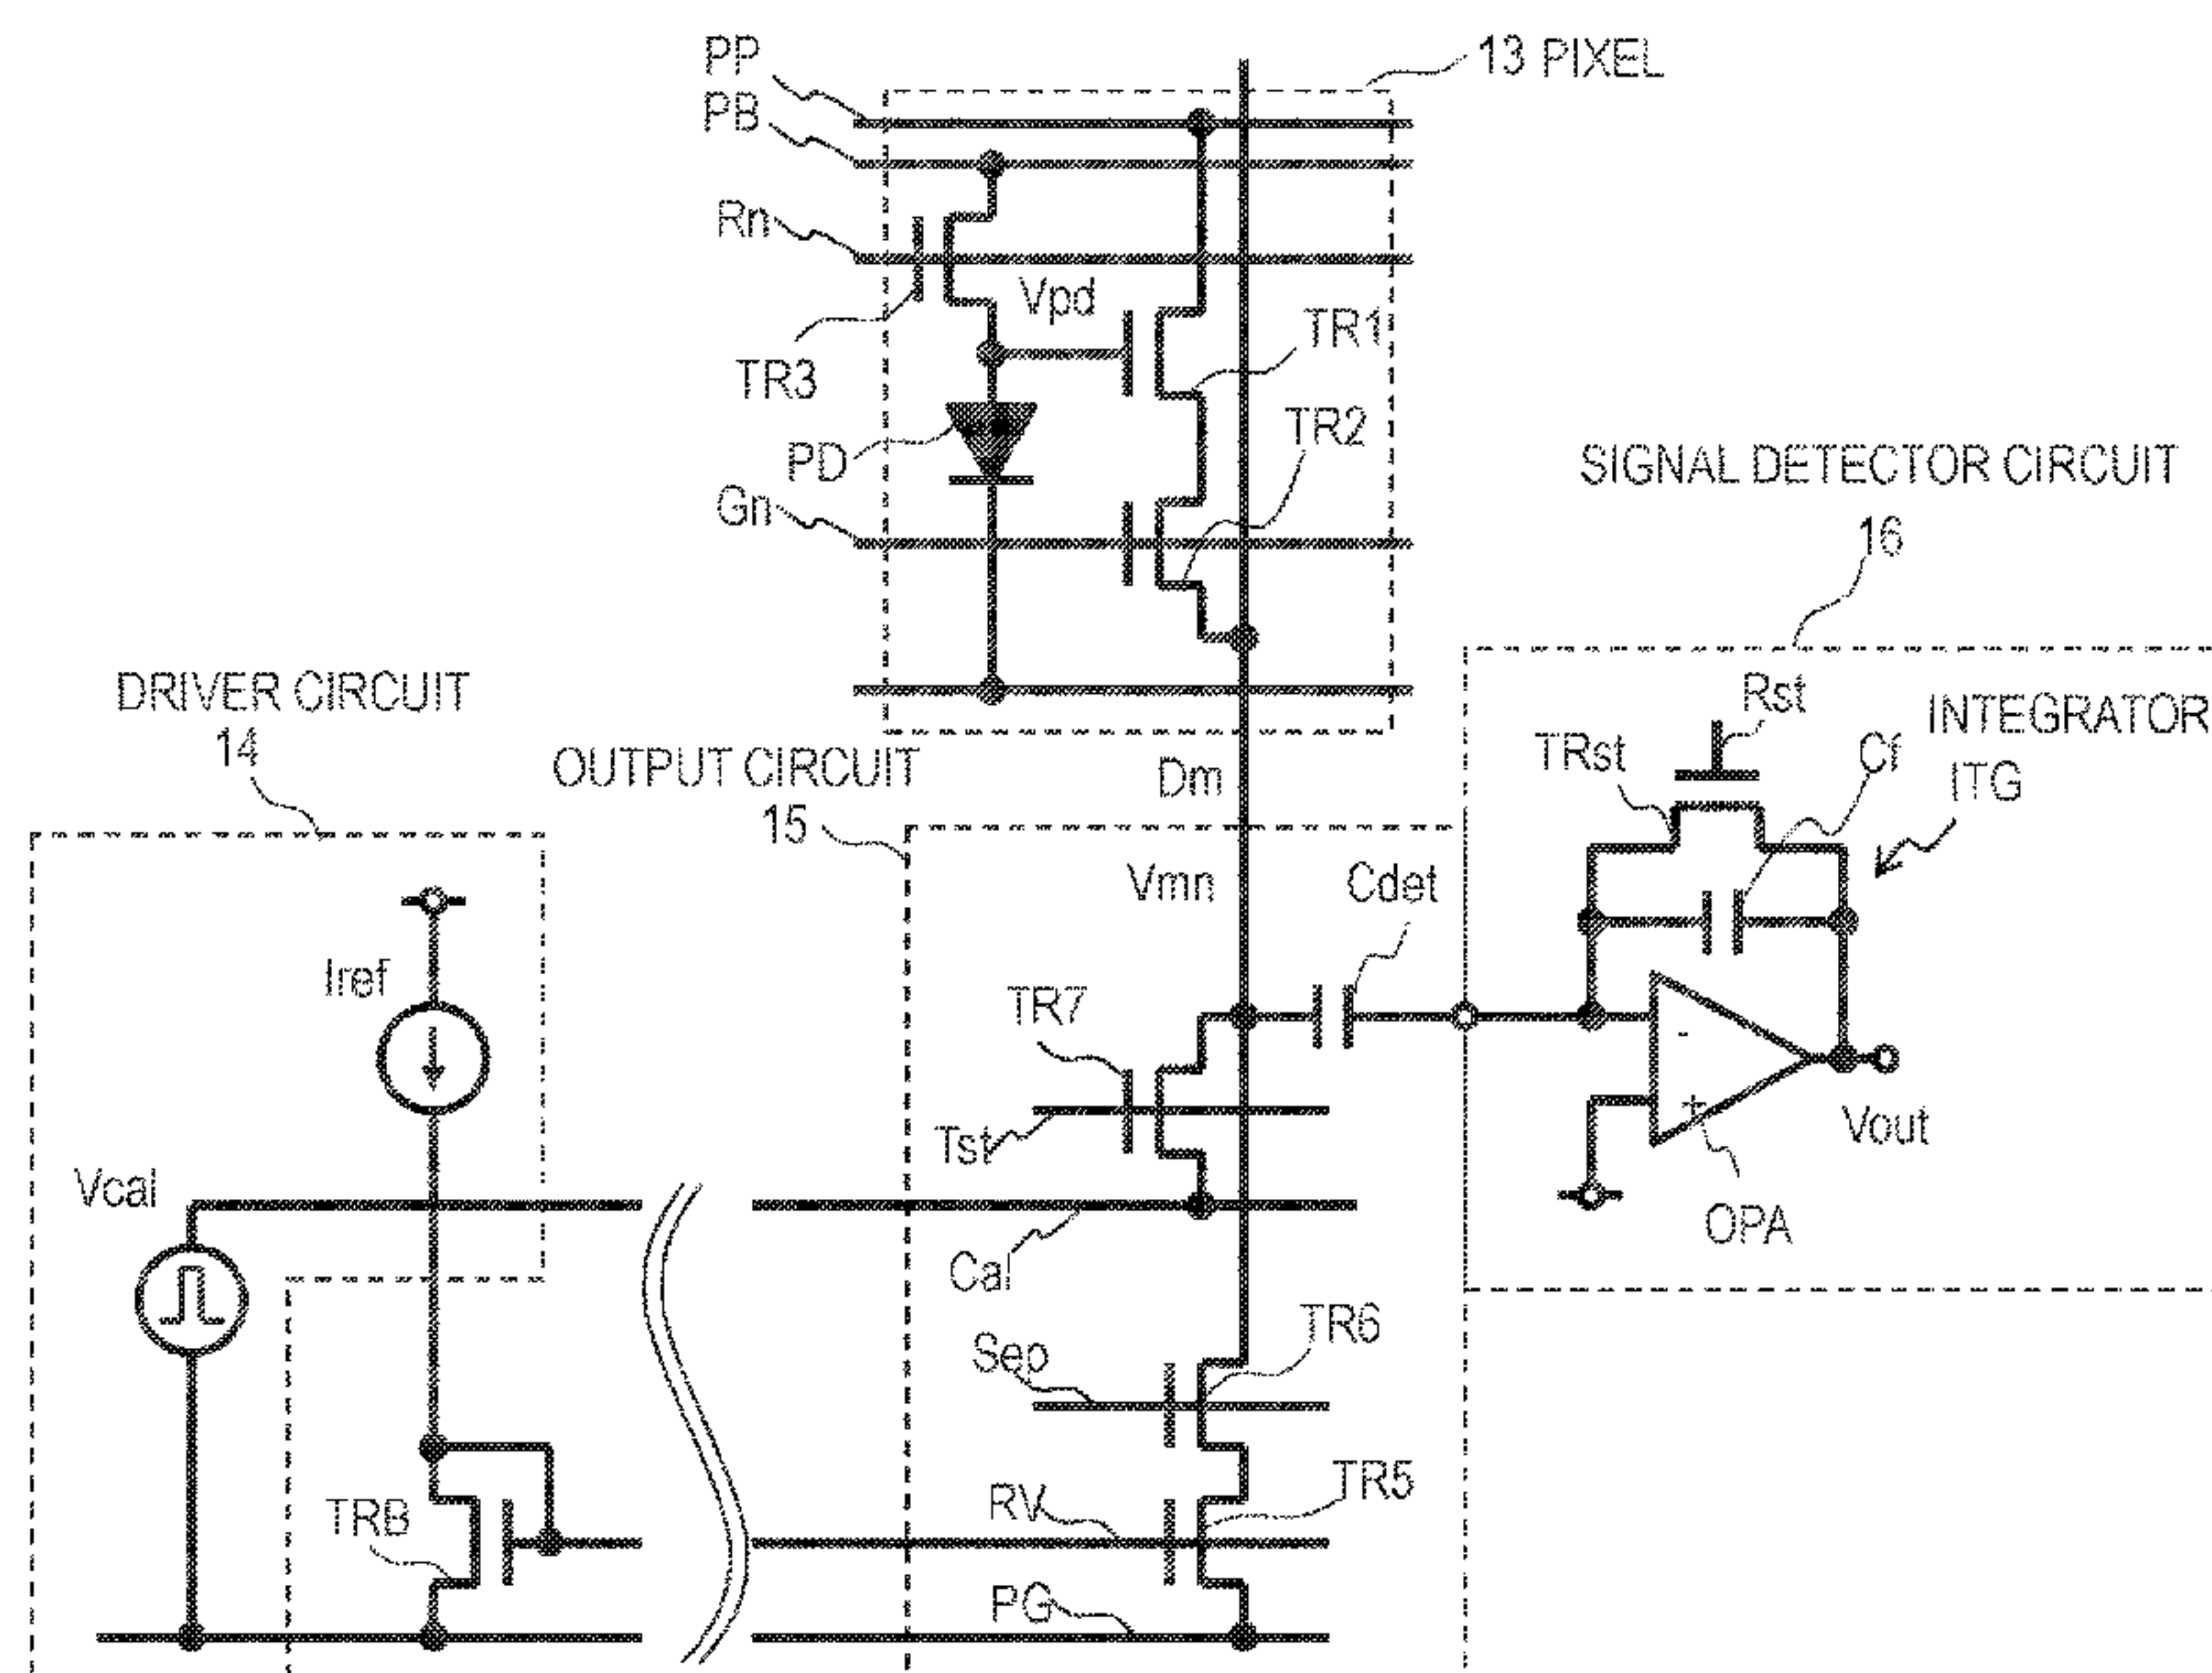 PP
13 PIXEL
PB
Rn
Vpd
TR1
TR3
TR2
PD
Gn
SIGNAL DETECTOR CIRCUIT
16
DRIVER CIRCUIT
14
OUTPUT CIRCUIT
15
Dm
Rst
INTEGRATOR
ITG
TRst
Cf
Vmn
Cdet
Iref
TR7
-
+
Tst
Vout
Vcal
OPA
Cal
TR6
Sep
TR5
RV
TRB
PG